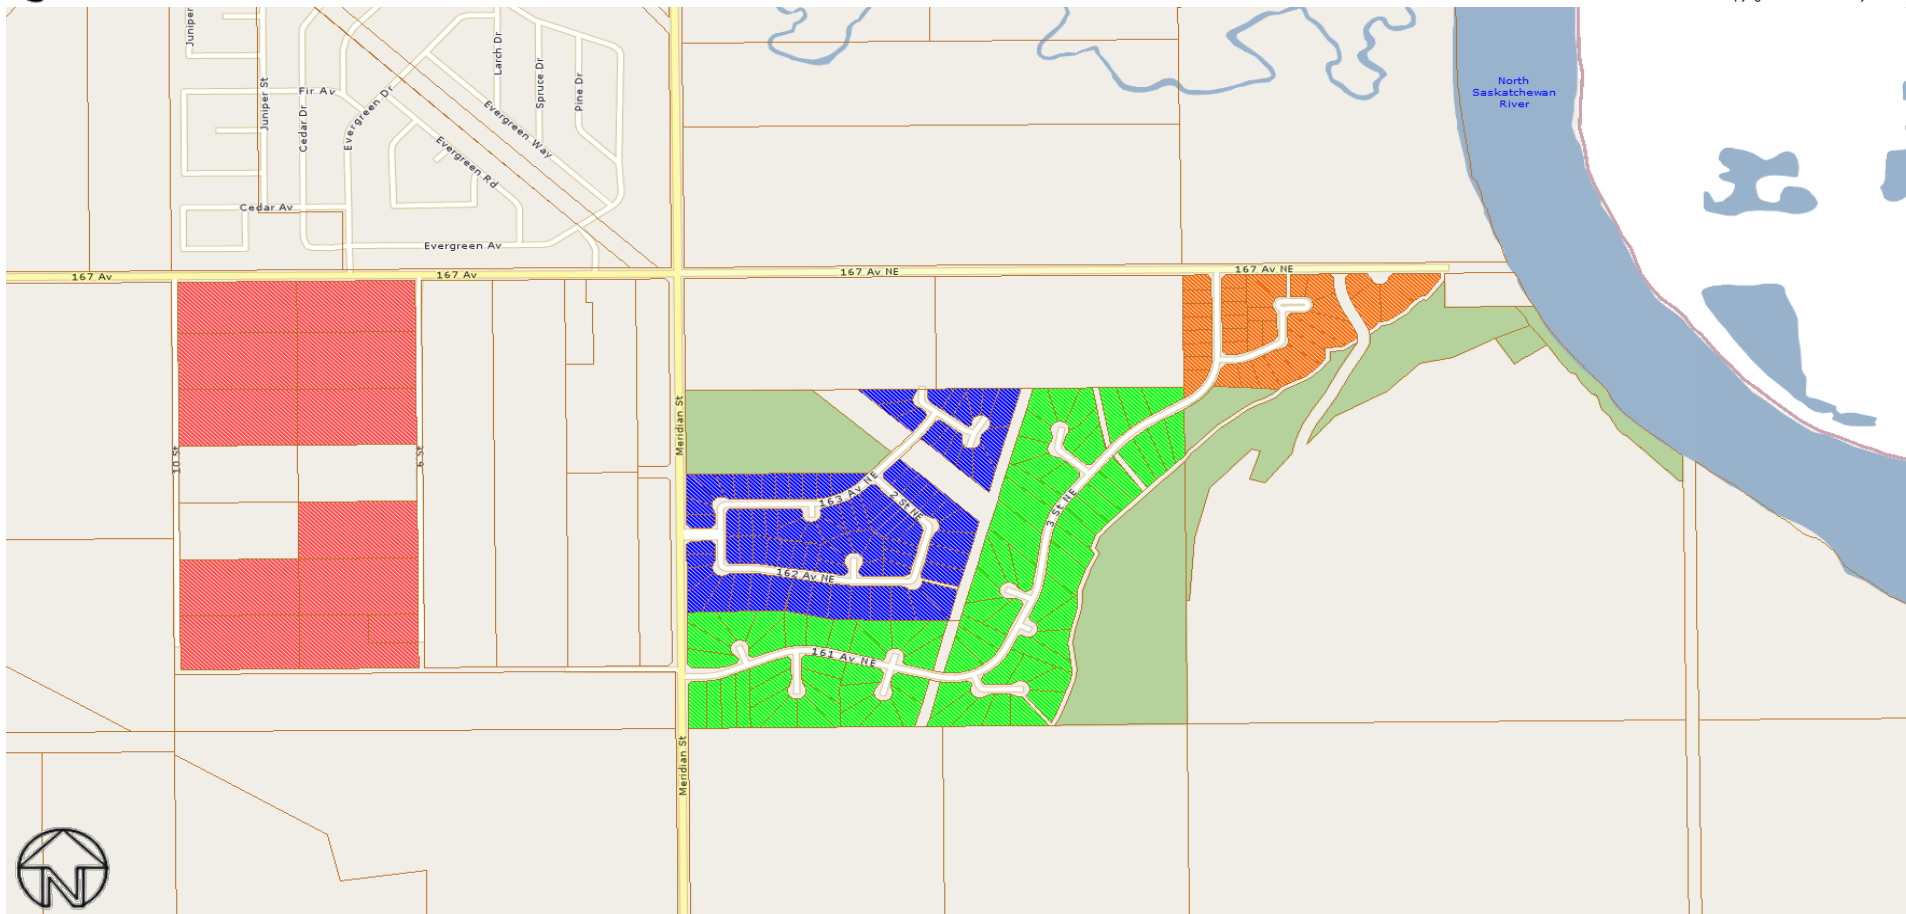 Juniper
Juniper St
Fir Av
Cedar Dr
Evergreen Dr
Larch Dr
Spruce Dr
Pine Dr
Evergreen Way
Evergreen Rd
Cedar Av
Evergreen Av
North
Saskatchewan
River
167 Av
167 Av
167 Av NE
167 Av NE
10 St
6 St
Meridian St
163 Av NE
2 St NE
3 St NE
162 Av NE
161 Av NE
Meridian St
N